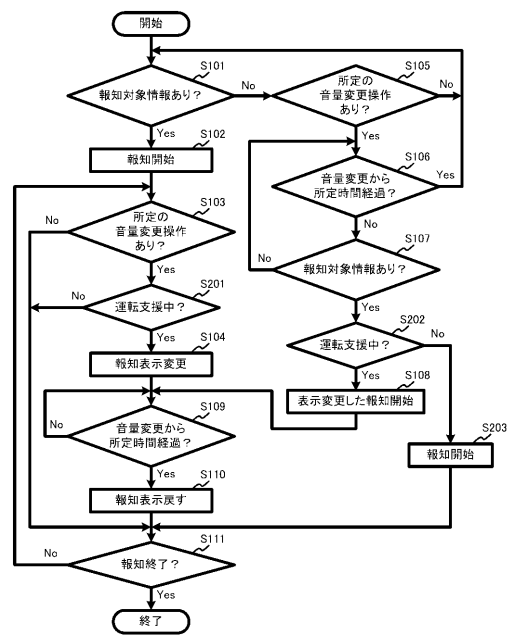 開始
S101
報知対象情報あり？
No
Yes
S105
所定の
音量変更操作
あり？
No
Yes
S102
報知開始
S106
音量変更から
所定時間経過？
Yes
No
S103
所定の
音量変更操作
あり？
No
Yes
S107
報知対象情報あり？
No
Yes
S201
運転支援中？
No
Yes
S202
運転支援中？
No
Yes
S104
報知表示変更
S108
表示変更した報知開始
S109
音量変更から
所定時間経過？
No
Yes
S203
報知開始
S110
報知表示戻す
S111
報知終了？
No
Yes
終了